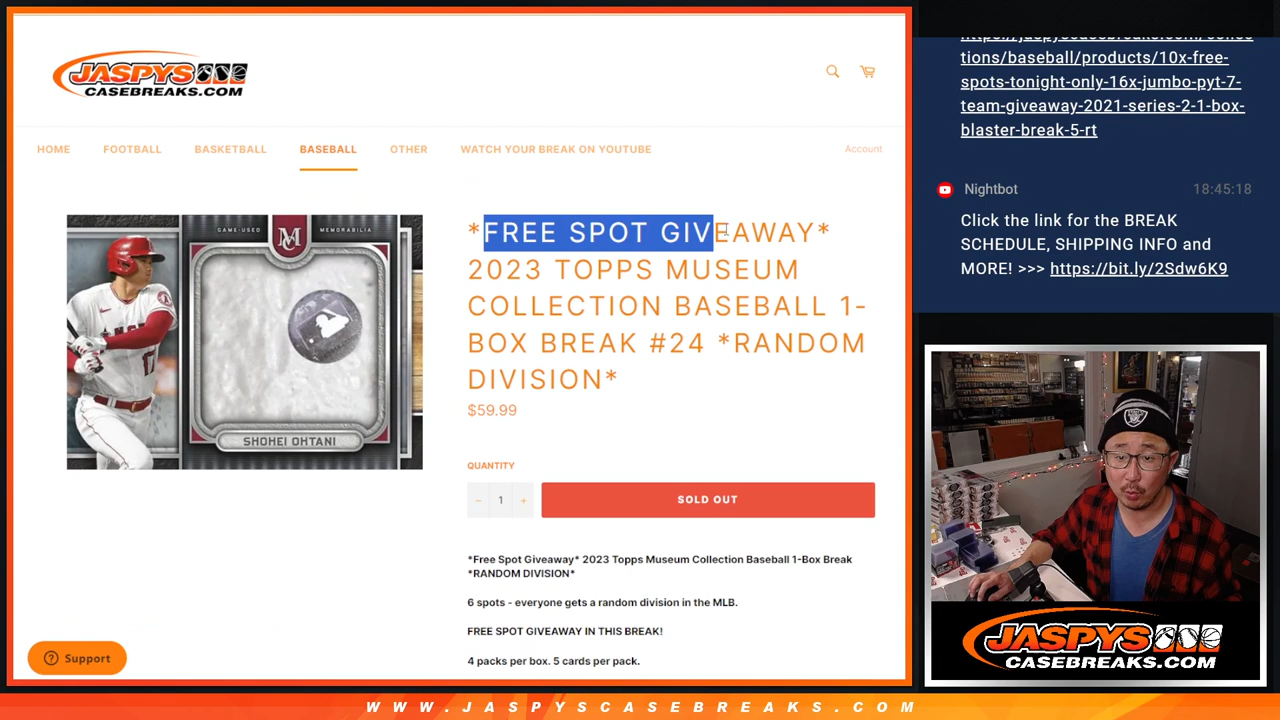 JASPYS
CASEBREAKS.COM
HOME FOOTBALL BASKETBALL BASEBALL OTHER WATCH YOUR BREAK ON YOUTUBE Account
GAME-USED M MEMORABILIA
SHOHEI OHTANI
*FREE SPOT GIVEAWAY*
2023 TOPPS MUSEUM
COLLECTION BASEBALL 1-
BOX BREAK #24 *RANDOM
DIVISION*
$59.99
QUANTITY
− 1 +
SOLD OUT
*Free Spot Giveaway* 2023 Topps Museum Collection Baseball 1-Box Break
*RANDOM DIVISION*
6 spots - everyone gets a random division in the MLB.
FREE SPOT GIVEAWAY IN THIS BREAK!
4 packs per box. 5 cards per pack.
Support
https://jaspyscasebreaks.com/collec
tions/baseball/products/10x-free-
spots-tonight-only-16x-jumbo-pyt-7-
team-giveaway-2021-series-2-1-box-
blaster-break-5-rt
Nightbot 18:45:18
Click the link for the BREAK
SCHEDULE, SHIPPING INFO and
MORE! >>> https://bit.ly/2Sdw6K9
JASPYS
CASEBREAKS.COM
WWW.JASPYSCASEBREAKS.COM